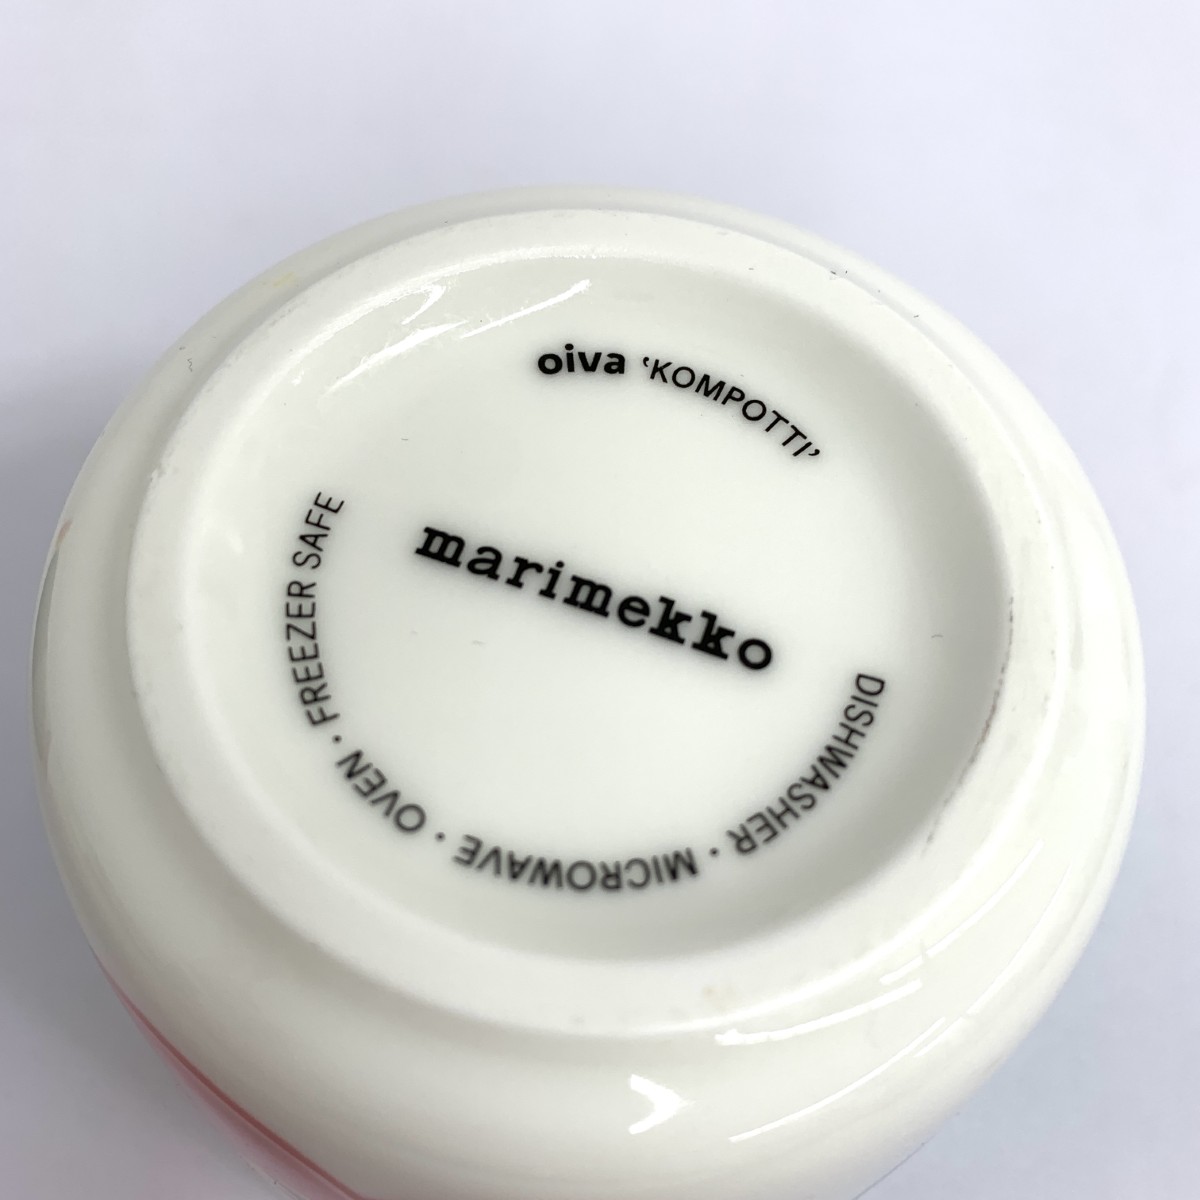 oiva ‘KOMPOTTI’
marimekko
DISHWASHER · MICROWAVE · OVEN · FREEZER SAFE